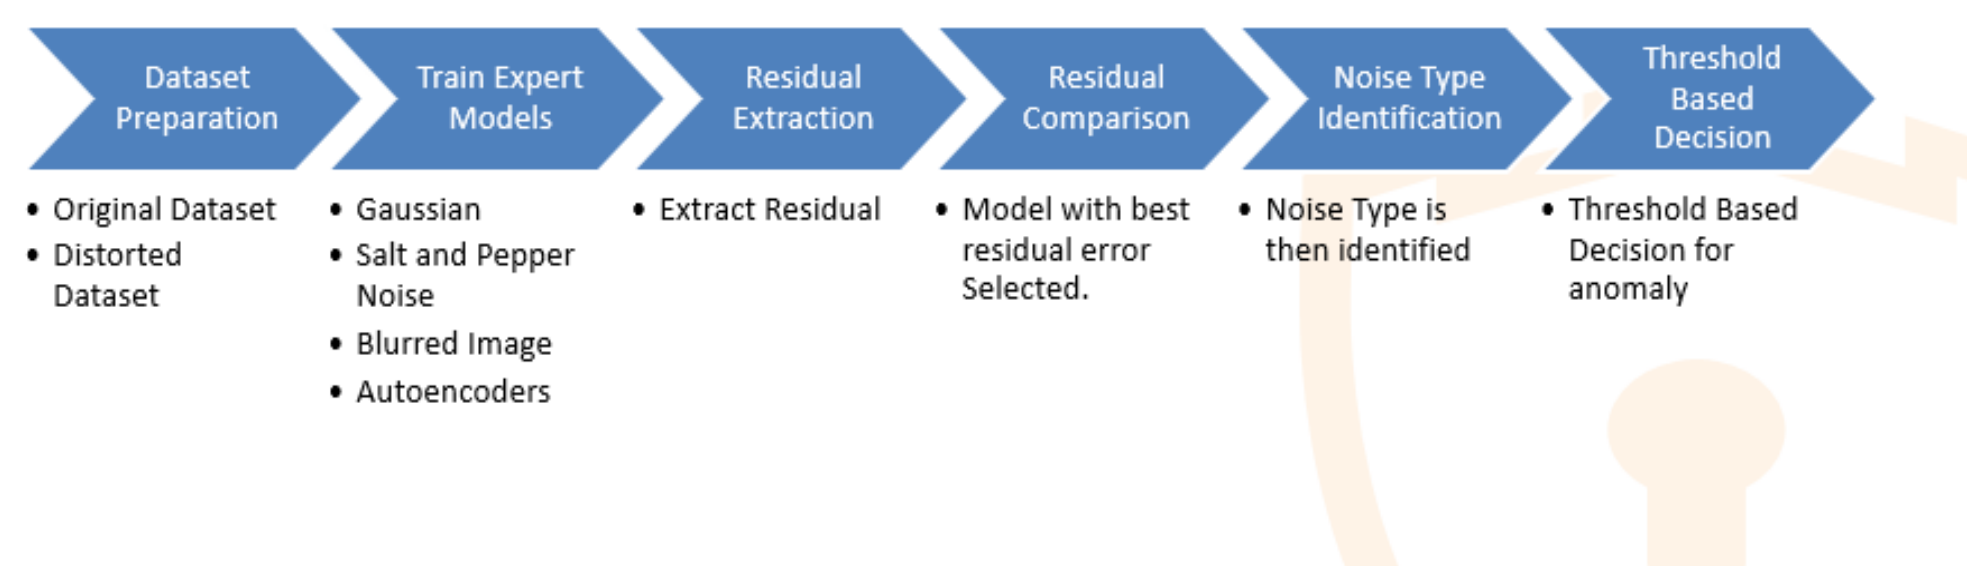 Dataset
Preparation
• Original Dataset
• Distorted
Dataset
Train Expert
Models
• Gaussian
• Salt and Pepper
Noise
• Blurred Image
• Autoencoders
Residual
Extraction
• Extract Residual
Residual
Comparison
• Model with best
residual error
Selected.
Noise Type
Identification
• Noise Type is
then identified
Threshold
Based
Decision
• Threshold Based
Decision for
anomaly